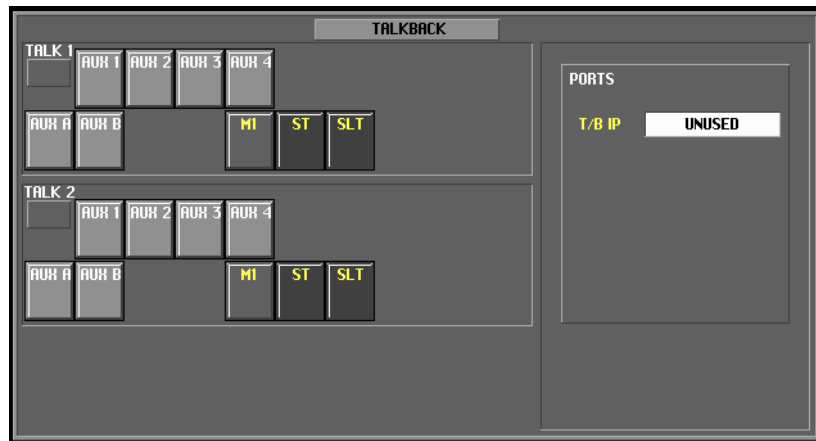 TALKBACK
TALK 1
AUX 1 AUX 2 AUX 3 AUX 4
AUX A AUX B M1 ST SLT
TALK 2
AUX 1 AUX 2 AUX 3 AUX 4
AUX A AUX B M1 ST SLT
PORTS
T/B IP UNUSED